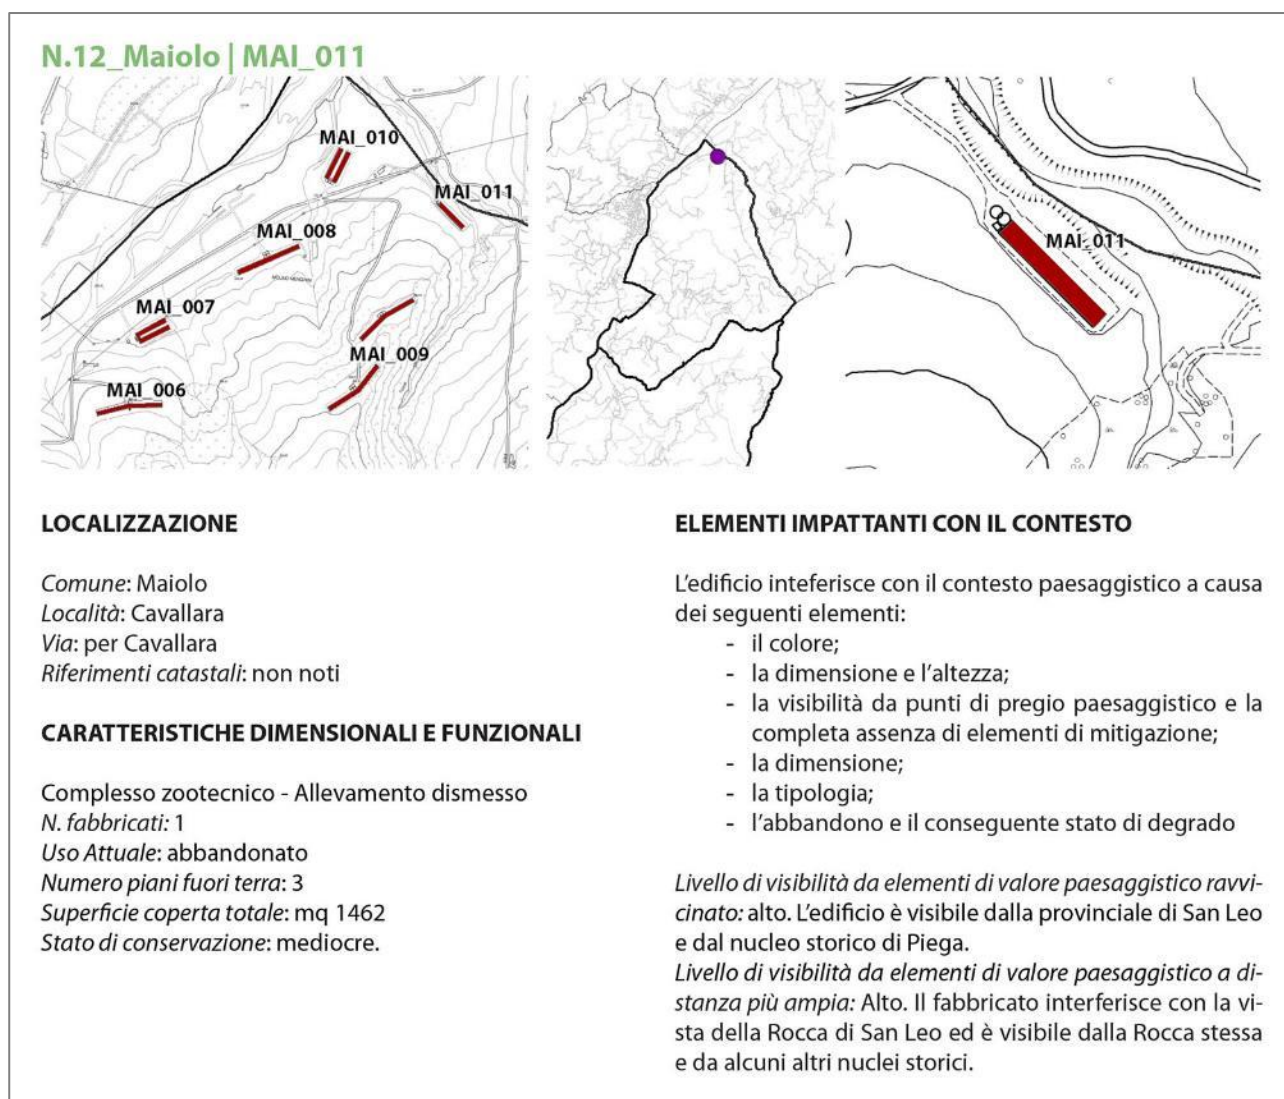 N.12_Maiolo | MAI_011
MAI_010
MAI_011
MAI_008
MAI_007
MAI_009
MAI_006
MAI_011
LOCALIZZAZIONE
Comune: Maiolo
Località: Cavallara
Via: per Cavallara
Riferimenti catastali: non noti
CARATTERISTICHE DIMENSIONALI E FUNZIONALI
Complesso zootecnico - Allevamento dismesso
N. fabbricati: 1
Uso Attuale: abbandonato
Numero piani fuori terra: 3
Superficie coperta totale: mq 1462
Stato di conservazione: mediocre.
ELEMENTI IMPATTANTI CON IL CONTESTO
L'edificio inteferisce con il contesto paesaggistico a causa
dei seguenti elementi:
- il colore;
- la dimensione e l'altezza;
- la visibilità da punti di pregio paesaggistico e la
completa assenza di elementi di mitigazione;
- la dimensione;
- la tipologia;
- l'abbandono e il conseguente stato di degrado
Livello di visibilità da elementi di valore paesaggistico ravvi-
cinato: alto. L'edificio è visibile dalla provinciale di San Leo
e dal nucleo storico di Piega.
Livello di visibilità da elementi di valore paesaggistico a di-
stanza più ampia: Alto. Il fabbricato interferisce con la vi-
sta della Rocca di San Leo ed è visibile dalla Rocca stessa
e da alcuni altri nuclei storici.